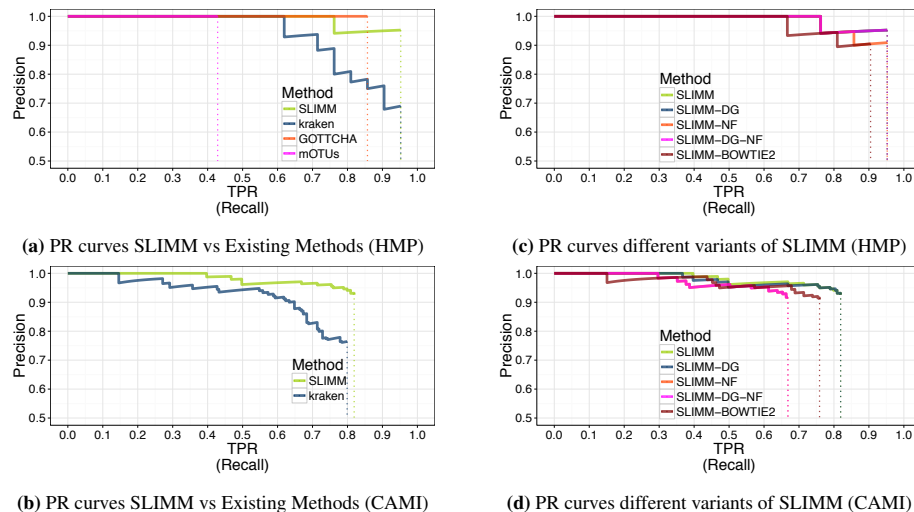 1.0
0.9
0.8
0.7
0.6
0.5
Precision
Method
SLIMM
kraken
GOTTCHA
mOTUs
0.0 0.1 0.2 0.3 0.4 0.5 0.6 0.7 0.8 0.9 1.0
TPR
(Recall)
(a) PR curves SLIMM vs Existing Methods (HMP)
1.0
0.9
0.8
0.7
0.6
0.5
Precision
Method
SLIMM
SLIMM-DG
SLIMM-NF
SLIMM-DG-NF
SLIMM-BOWTIE2
0.0 0.1 0.2 0.3 0.4 0.5 0.6 0.7 0.8 0.9 1.0
TPR
(Recall)
(c) PR curves different variants of SLIMM (HMP)
1.0
0.9
0.8
0.7
0.6
0.5
Precision
Method
SLIMM
kraken
0.0 0.1 0.2 0.3 0.4 0.5 0.6 0.7 0.8 0.9 1.0
TPR
(Recall)
(b) PR curves SLIMM vs Existing Methods (CAMI)
1.0
0.9
0.8
0.7
0.6
0.5
Precision
Method
SLIMM
SLIMM-DG
SLIMM-NF
SLIMM-DG-NF
SLIMM-BOWTIE2
0.0 0.1 0.2 0.3 0.4 0.5 0.6 0.7 0.8 0.9 1.0
TPR
(Recall)
(d) PR curves different variants of SLIMM (CAMI)